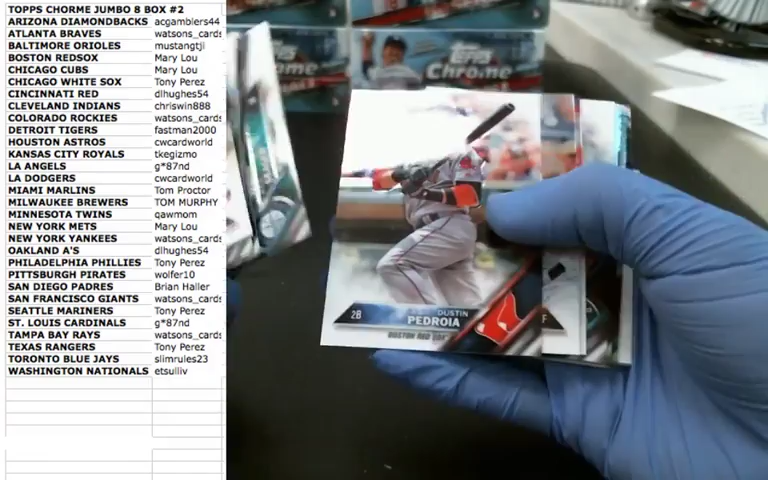 TOPPS CHORME JUMBO 8 BOX #2
ARIZONA DIAMONDBACKS acgamblers44
ATLANTA BRAVES watsons_cards
BALTIMORE ORIOLES mustangtji
BOSTON REDSOX Mary Lou
CHICAGO CUBS Mary Lou
CHICAGO WHITE SOX Tony Perez
CINCINNATI RED dlhughes54
CLEVELAND INDIANS chriswin888
COLORADO ROCKIES watsons_cards
DETROIT TIGERS fastman2000
HOUSTON ASTROS cwcardworld
KANSAS CITY ROYALS tkegizmo
LA ANGELS g*87nd
LA DODGERS cwcardworld
MIAMI MARLINS Tom Proctor
MILWAUKEE BREWERS TOM MURPHY
MINNESOTA TWINS qawmom
NEW YORK METS Mary Lou
NEW YORK YANKEES watsons_cards
OAKLAND A'S dlhughes54
PHILADELPHIA PHILLIES Tony Perez
PITTSBURGH PIRATES wolfer10
SAN DIEGO PADRES Brian Haller
SAN FRANCISCO GIANTS watsons_cards
SEATTLE MARINERS Tony Perez
ST. LOUIS CARDINALS g*87nd
TAMPA BAY RAYS watsons_cards
TEXAS RANGERS Tony Perez
TORONTO BLUE JAYS slimrules23
WASHINGTON NATIONALS etsulliv
Topps
Chrome
2B
DUSTIN
PEDROIA
BOSTON RED SOX